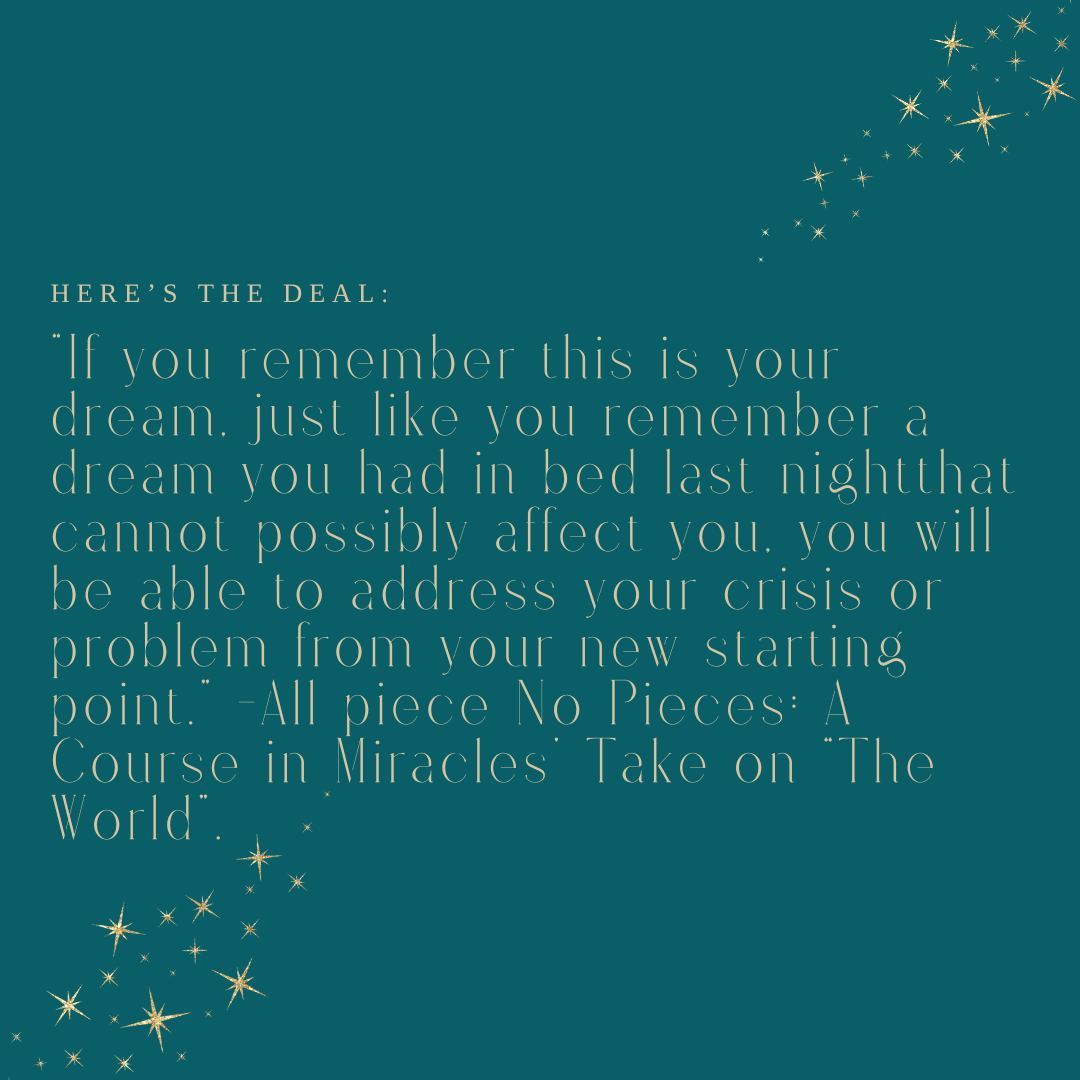 HERE'S THE DEAL:
"If you remember this is your
dream, just like you remember a
dream you had in bed last nightthat
cannot possibly affect you, you will
be able to address your crisis or
problem from your new starting
point." -All piece No Pieces: A
Course in Miracles' Take on "The
World".